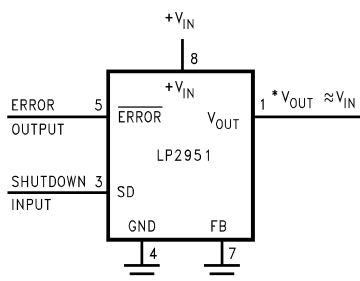 +VIN
8
+VIN
ERROR 5
OUTPUT
ERROR
VOUT
1 *VOUT ≈VIN
LP2951
SHUTDOWN 3
INPUT
SD
GND
FB
4
7